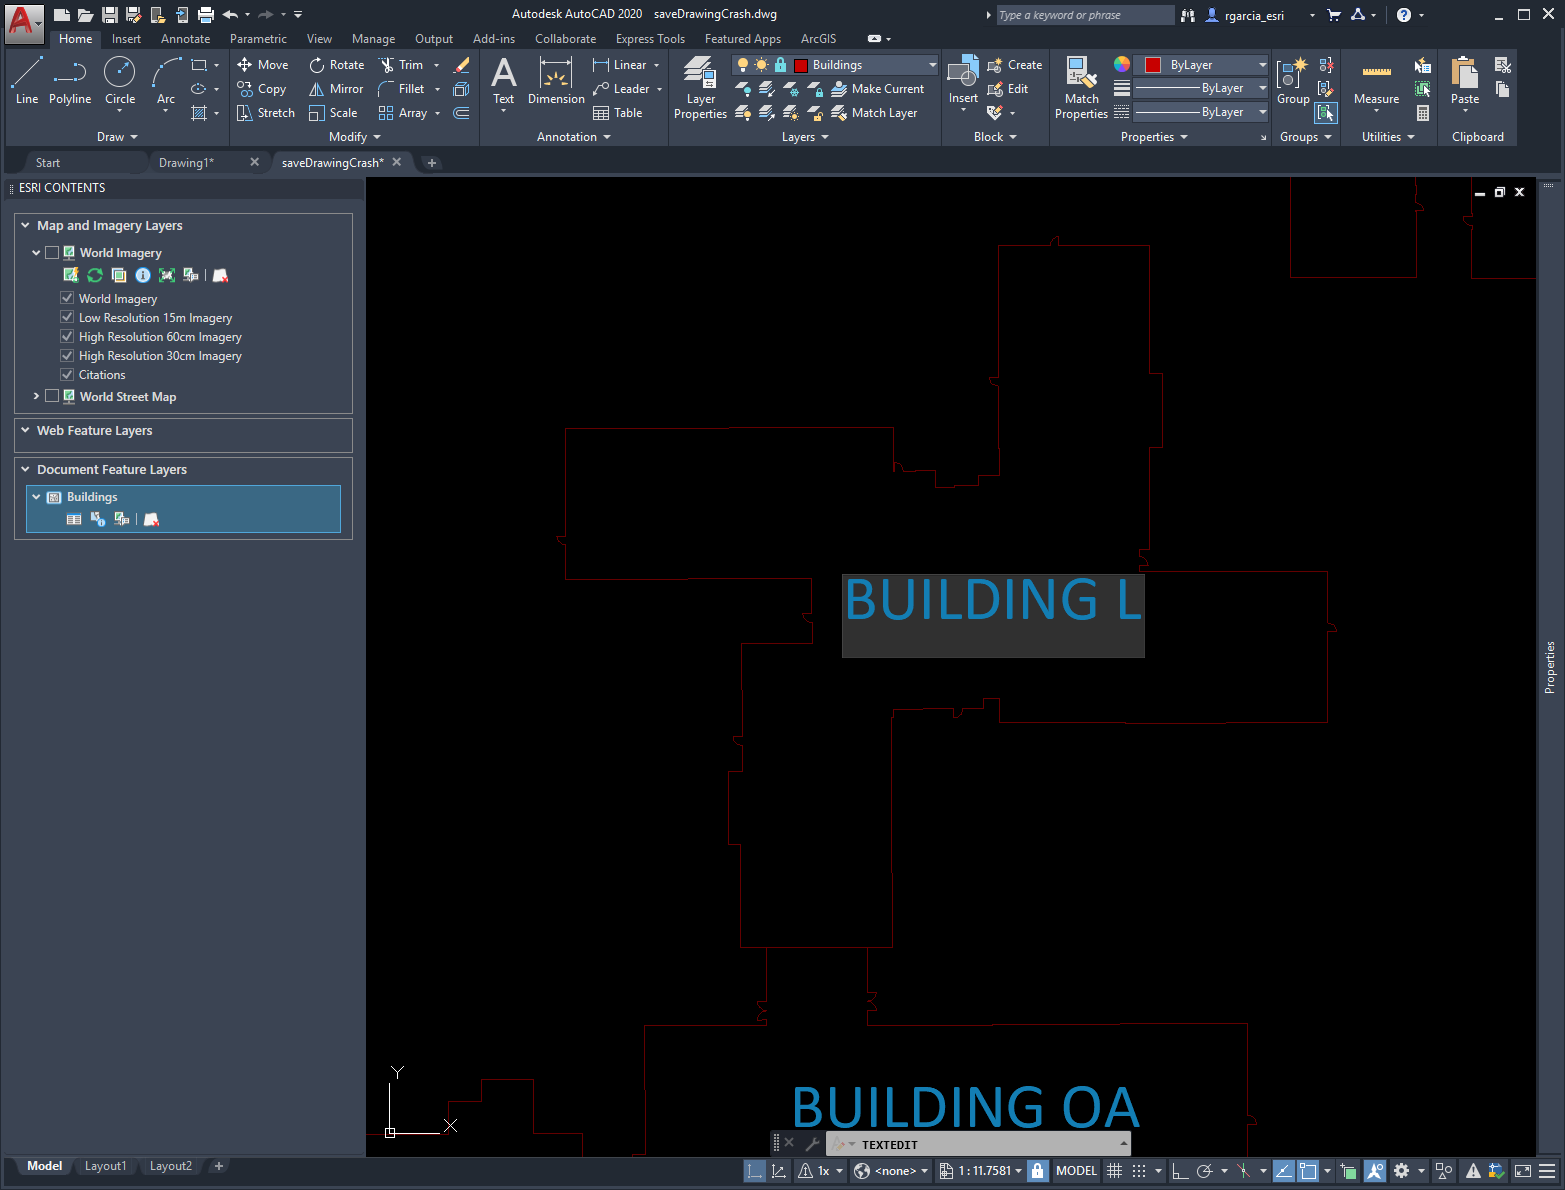 Autodesk AutoCAD 2020   saveDrawingCrash.dwg
Type a keyword or phrase
rgarcia_esri
Home Insert Annotate Parametric View Manage Output Add-ins Collaborate Express Tools Featured Apps ArcGIS
Line Polyline Circle Arc
Draw
Move Rotate Trim
Copy Mirror Fillet
Stretch Scale Array
Modify
Text Dimension
Linear
Leader
Table
Annotation
Layer
Properties
Buildings
Make Current
Match Layer
Layers
Insert
Create
Edit
Block
Match
Properties
ByLayer
ByLayer
ByLayer
Properties
Group
Groups
Measure
Utilities
Paste
Clipboard
Start Drawing1* saveDrawingCrash*
ESRI CONTENTS
Map and Imagery Layers
World Imagery
World Imagery
Low Resolution 15m Imagery
High Resolution 60cm Imagery
High Resolution 30cm Imagery
Citations
World Street Map
Web Feature Layers
Document Feature Layers
Buildings
BUILDING L
BUILDING OA
Properties
Y
X
TEXTEDIT
Model Layout1 Layout2 +
1x <none> 1:11.7581 MODEL